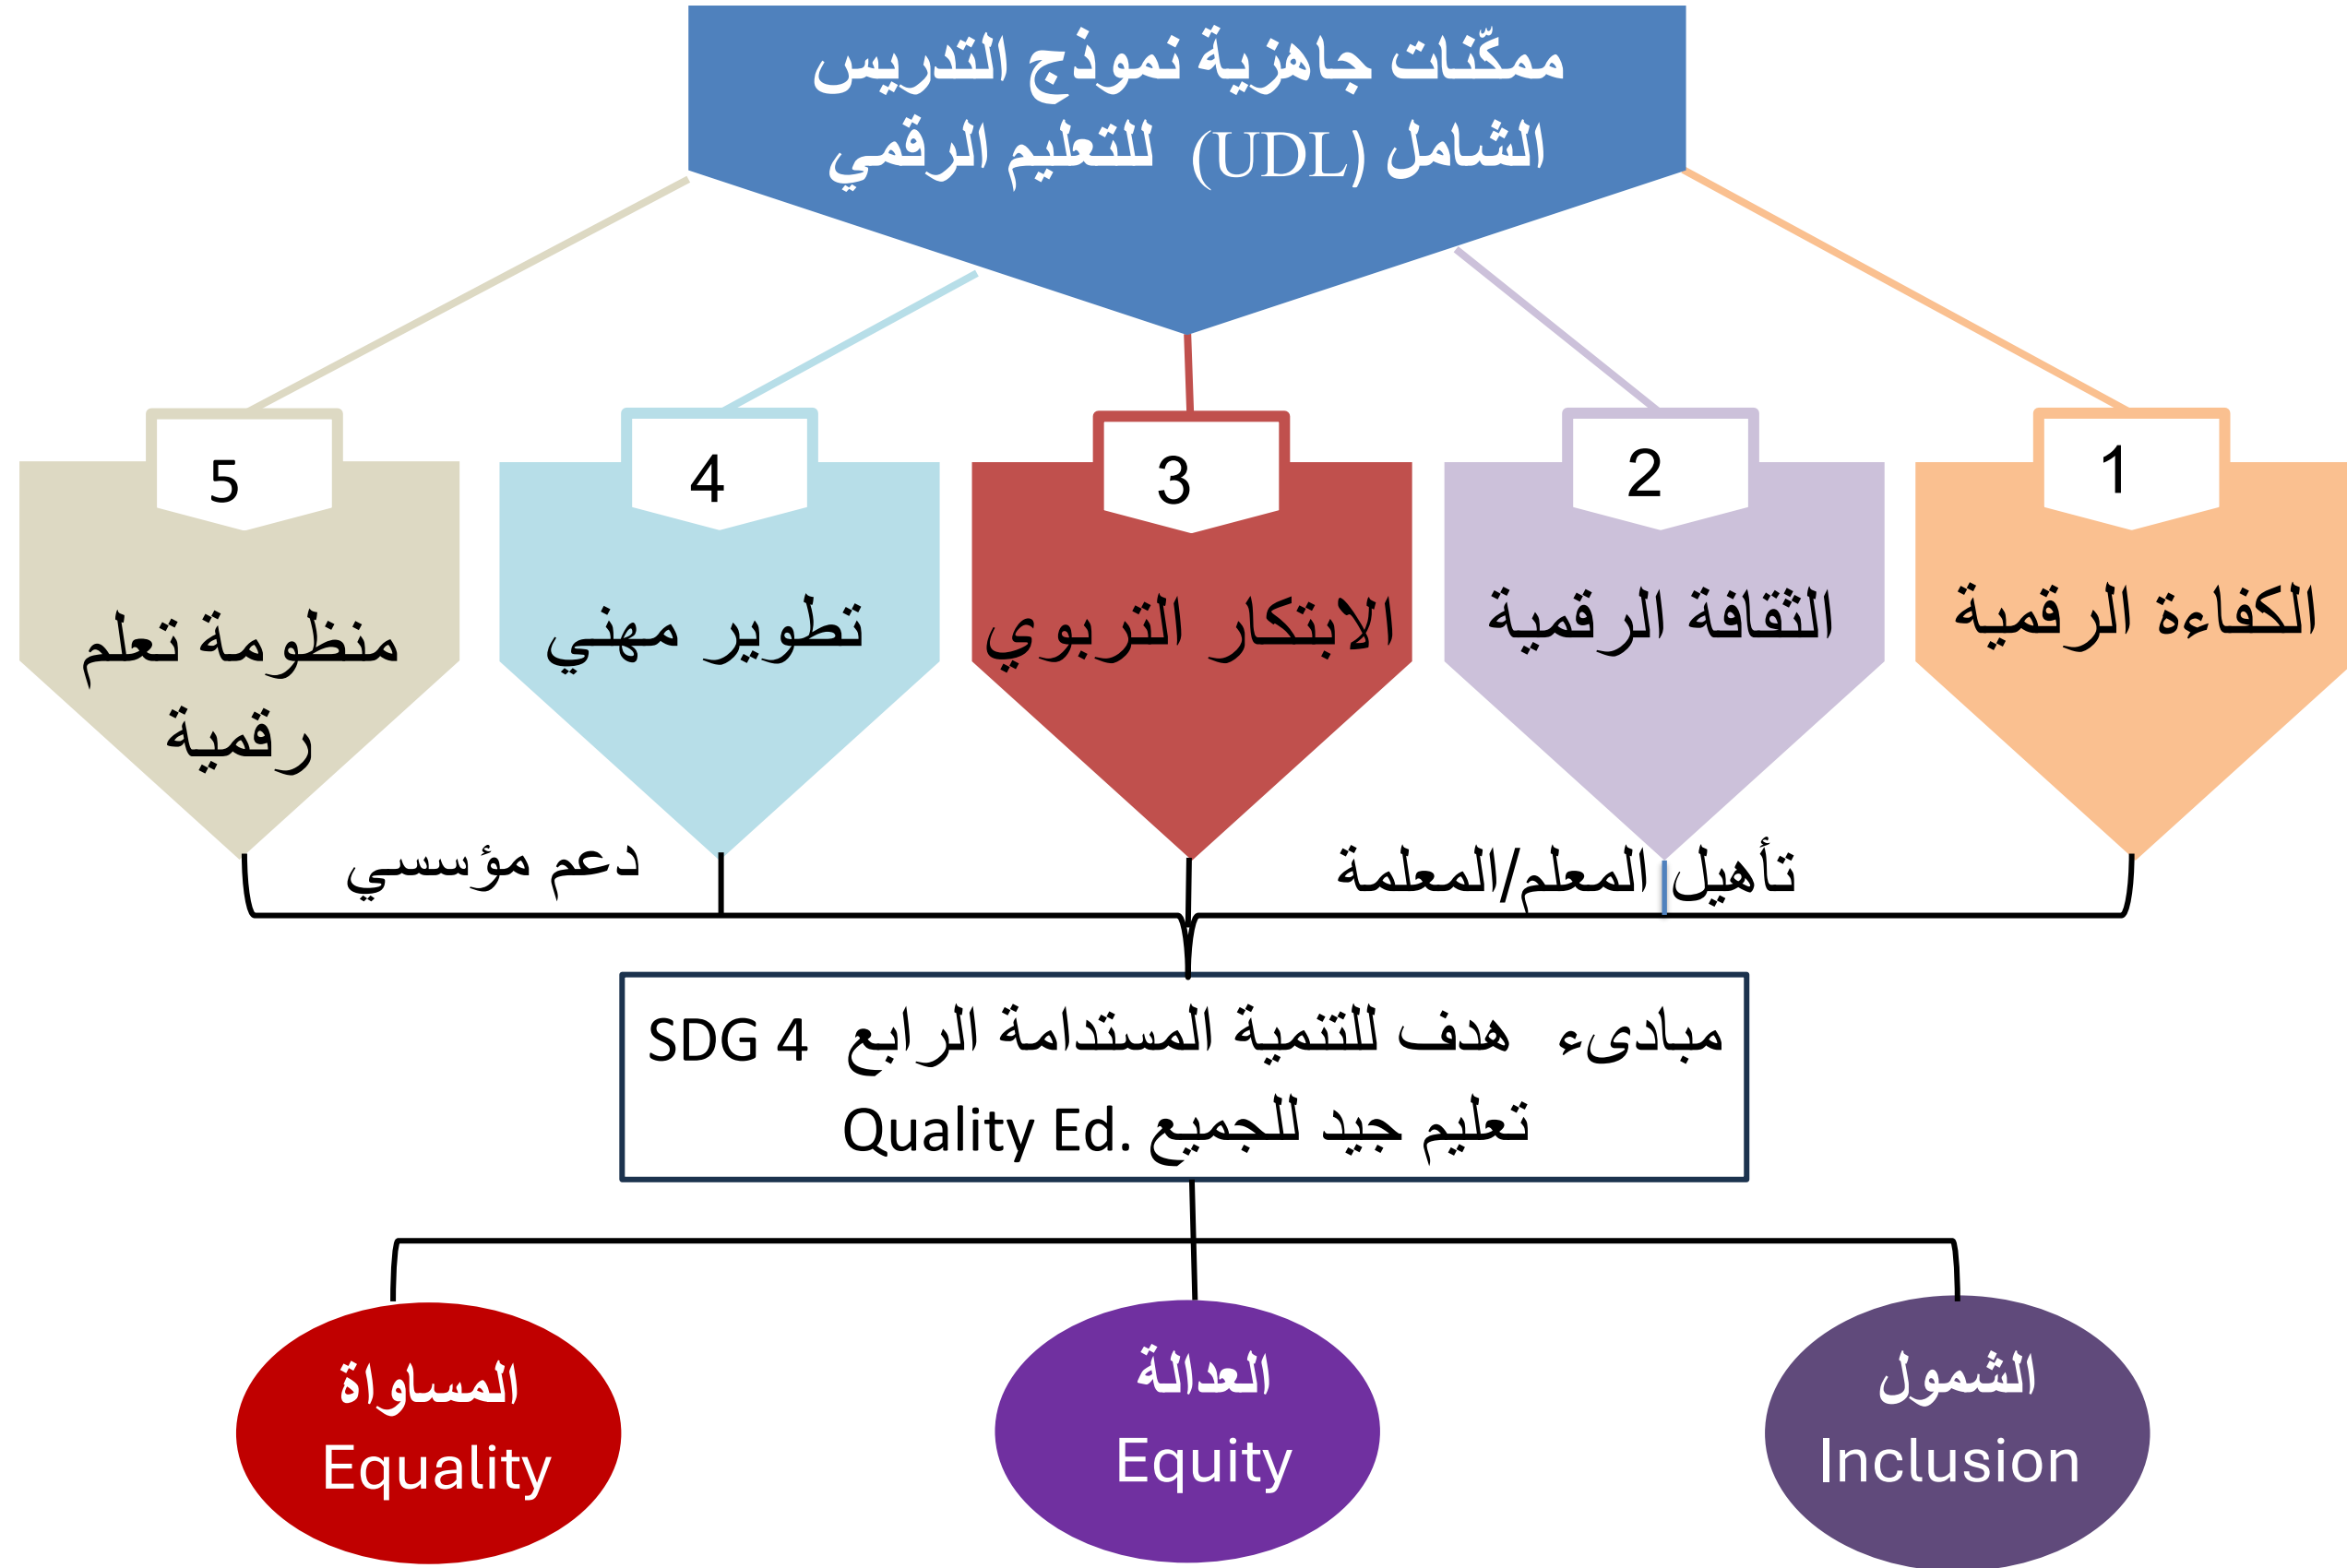 ممكّنات جاهزية نموذج التدريس
الشامل (UDL) للتعليم الرقمي
1
الكفاءة الرقمية
2
الثقافة الرقمية
3
الإبتكار التربوي
4
تطوير مهني
5
منظومة تعلم
رقمية
تأهيل المعلم/المعلمة
دعم مؤسسي
مبادىء هدف التنمية المستدامة الرابع SDG 4
تعليم جيد للجميع Quality Ed.
الشمول
Inclusion
العدالة
Equity
المساواة
Equality